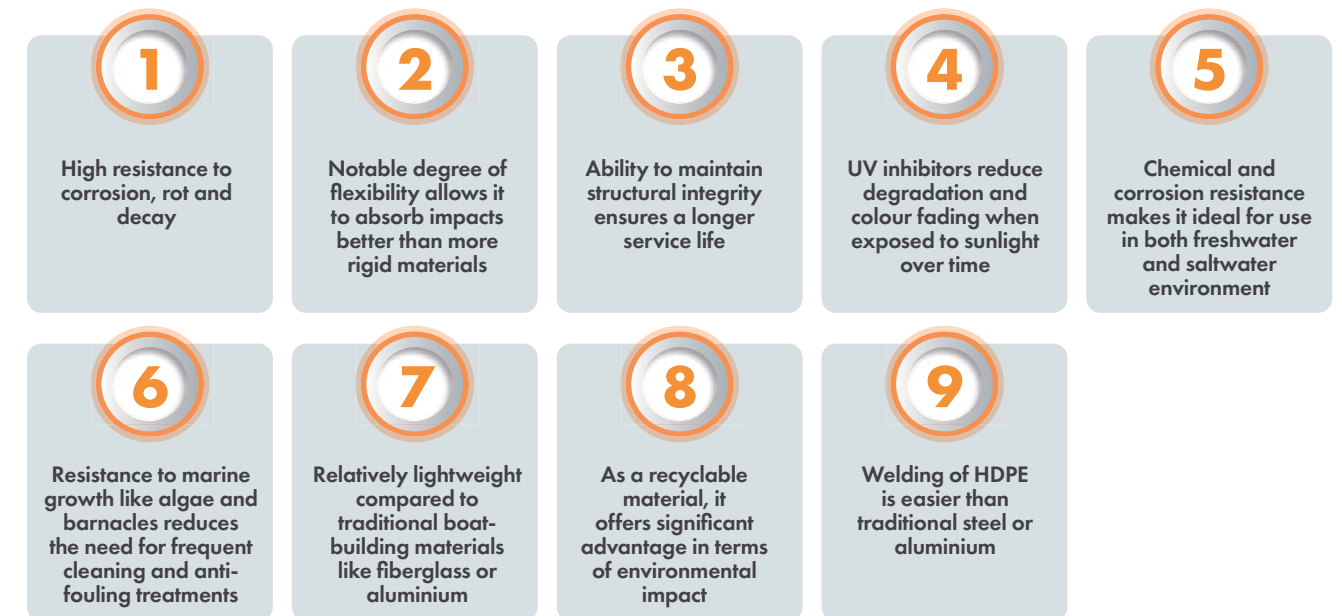 1
High resistance to
corrosion, rot and
decay
2
Notable degree of
flexibility allows it
to absorb impacts
better than more
rigid materials
3
Ability to maintain
structural integrity
ensures a longer
service life
4
UV inhibitors reduce
degradation and
colour fading when
exposed to sunlight
over time
5
Chemical and
corrosion resistance
makes it ideal for use
in both freshwater
and saltwater
environment
6
Resistance to marine
growth like algae and
barnacles reduces
the need for frequent
cleaning and anti-
fouling treatments
7
Relatively lightweight
compared to
traditional boat-
building materials
like fiberglass or
aluminium
8
As a recyclable
material, it
offers significant
advantage in terms
of environmental
impact
9
Welding of HDPE
is easier than
traditional steel or
aluminium